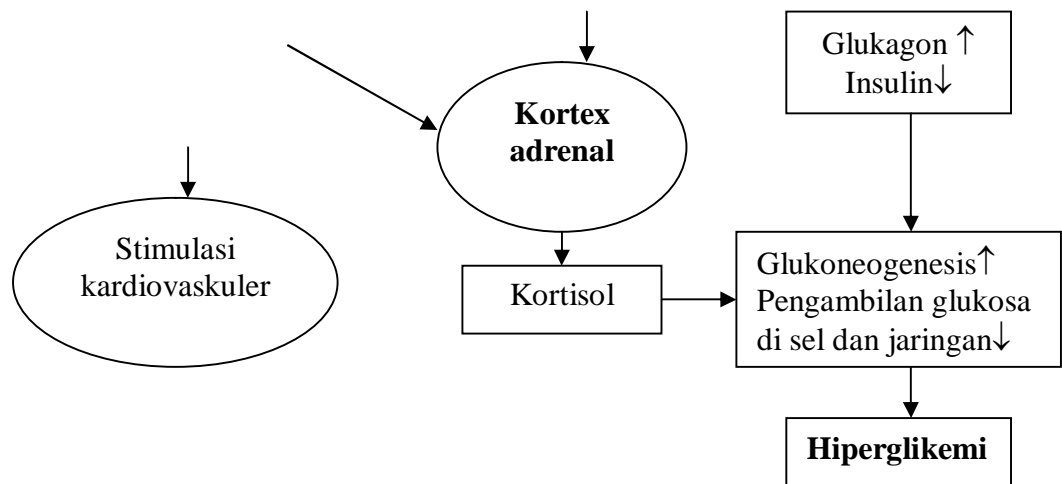 Glukagon ↑
Insulin↓
Kortex
adrenal
Stimulasi
kardiovaskuler
Kortisol
Glukoneogenesis↑
Pengambilan glukosa
di sel dan jaringan↓
Hiperglikemi